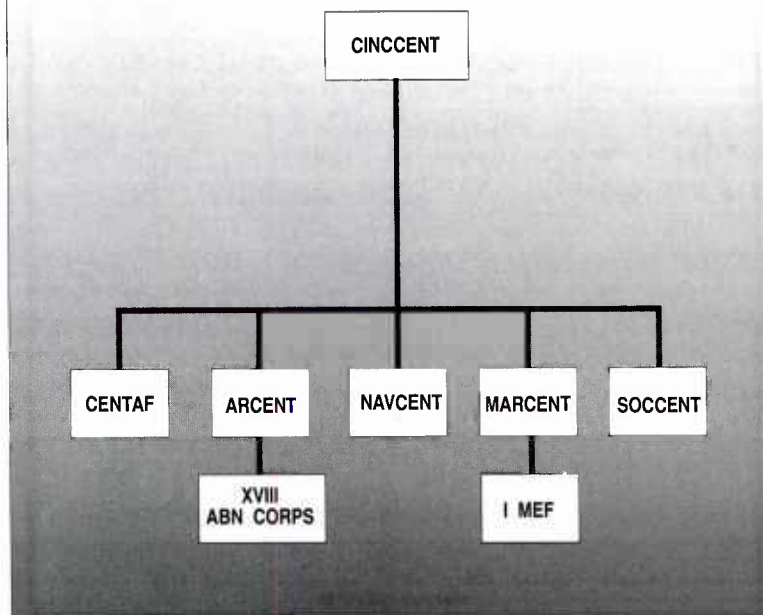 CINCCENT
CENTAF
ARCENT
NAVCENT
MARCENT
SOCCENT
XVIII
ABN CORPS
I MEF